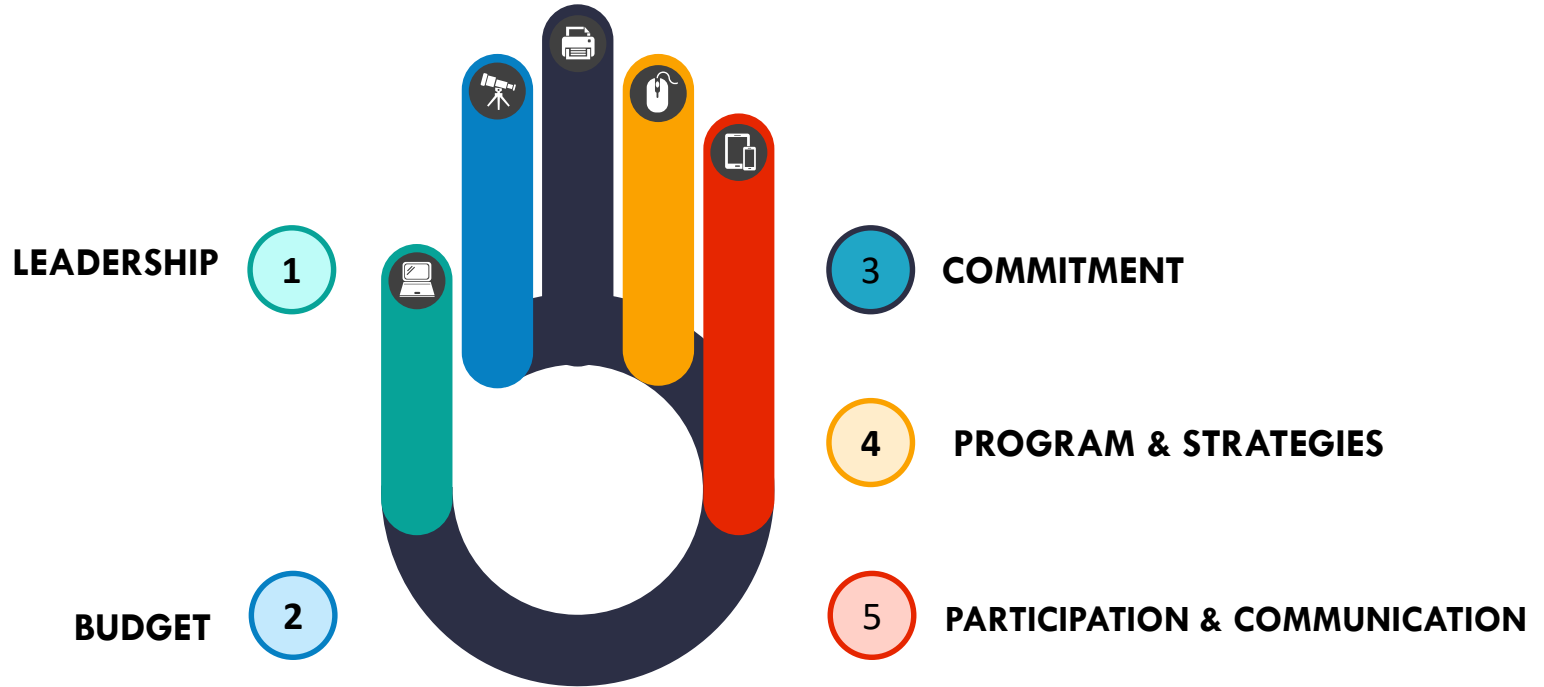 LEADERSHIP
1
BUDGET
2
3
COMMITMENT
4
PROGRAM & STRATEGIES
5
PARTICIPATION & COMMUNICATION